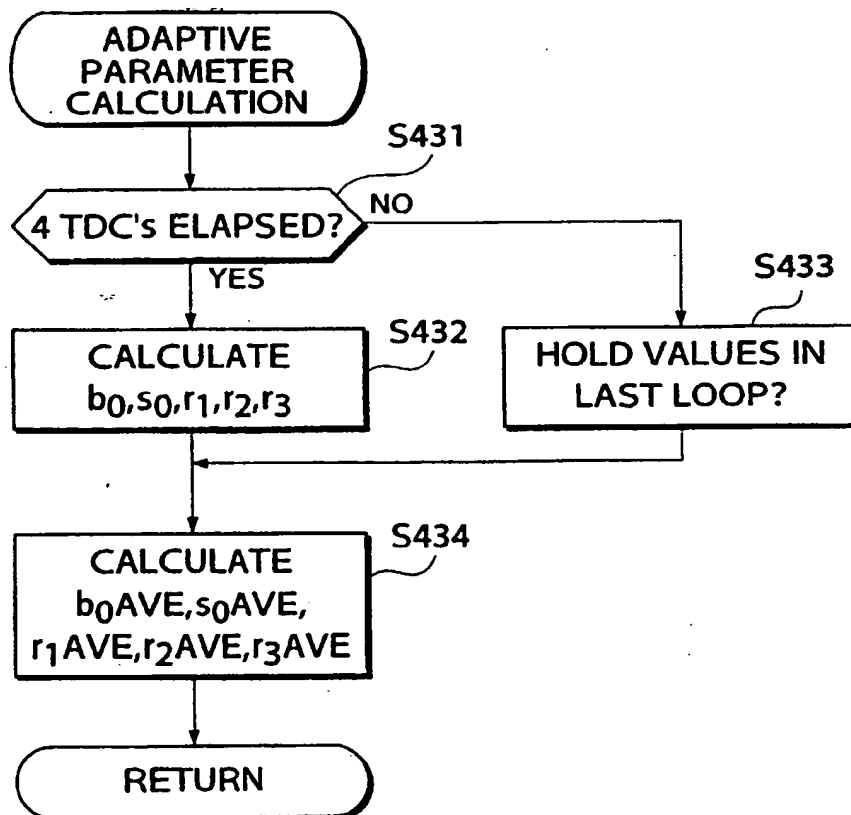 ADAPTIVE
PARAMETER
CALCULATION
S431
4 TDC's ELAPSED?
NO
YES
S433
S432
CALCULATE
b0,s0,r1,r2,r3
HOLD VALUES IN
LAST LOOP?
S434
CALCULATE
b0AVE,s0AVE,
r1AVE,r2AVE,r3AVE
RETURN